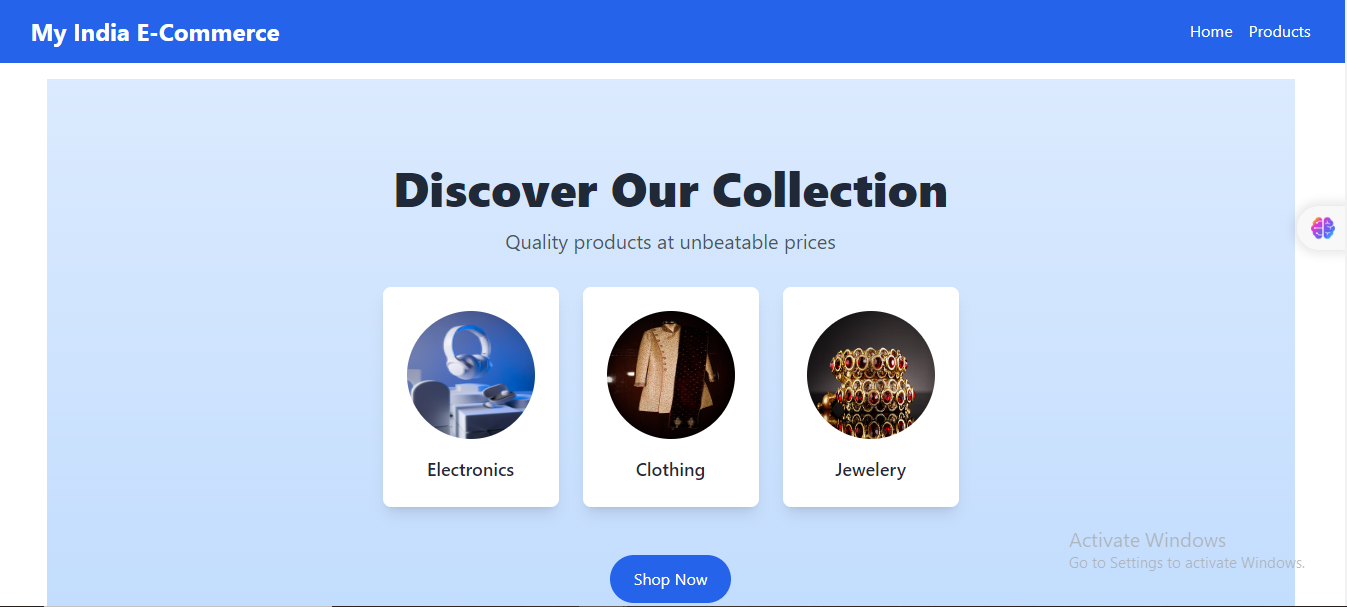 My India E-Commerce
Home Products
Discover Our Collection
Quality products at unbeatable prices
Electronics Clothing Jewelery
Shop Now
Activate Windows
Go to Settings to activate Windows.